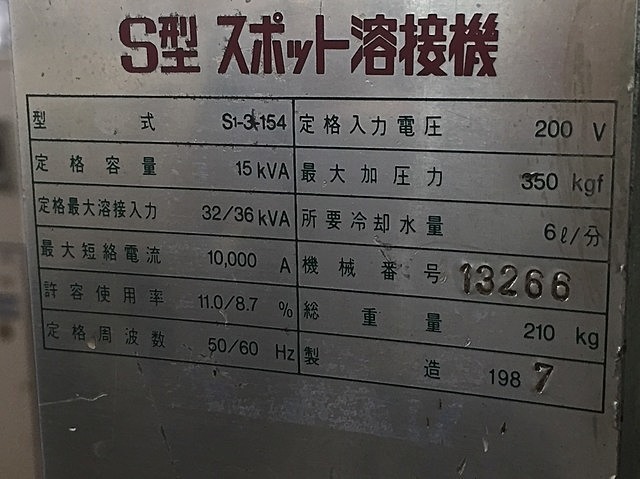 S型 スポット溶接機
型式 S1-3-154
定格容量 15 kVA
定格最大溶接入力 32/36 kVA
最大短絡電流 10,000 A
許容使用率 11.0/8.7 %
定格周波数 50/60 Hz
定格入力電圧 200 V
最大加圧力 350 kgf
所要冷却水量 6ℓ/分
機械番号 13266
総重量 210 kg
製造 1987